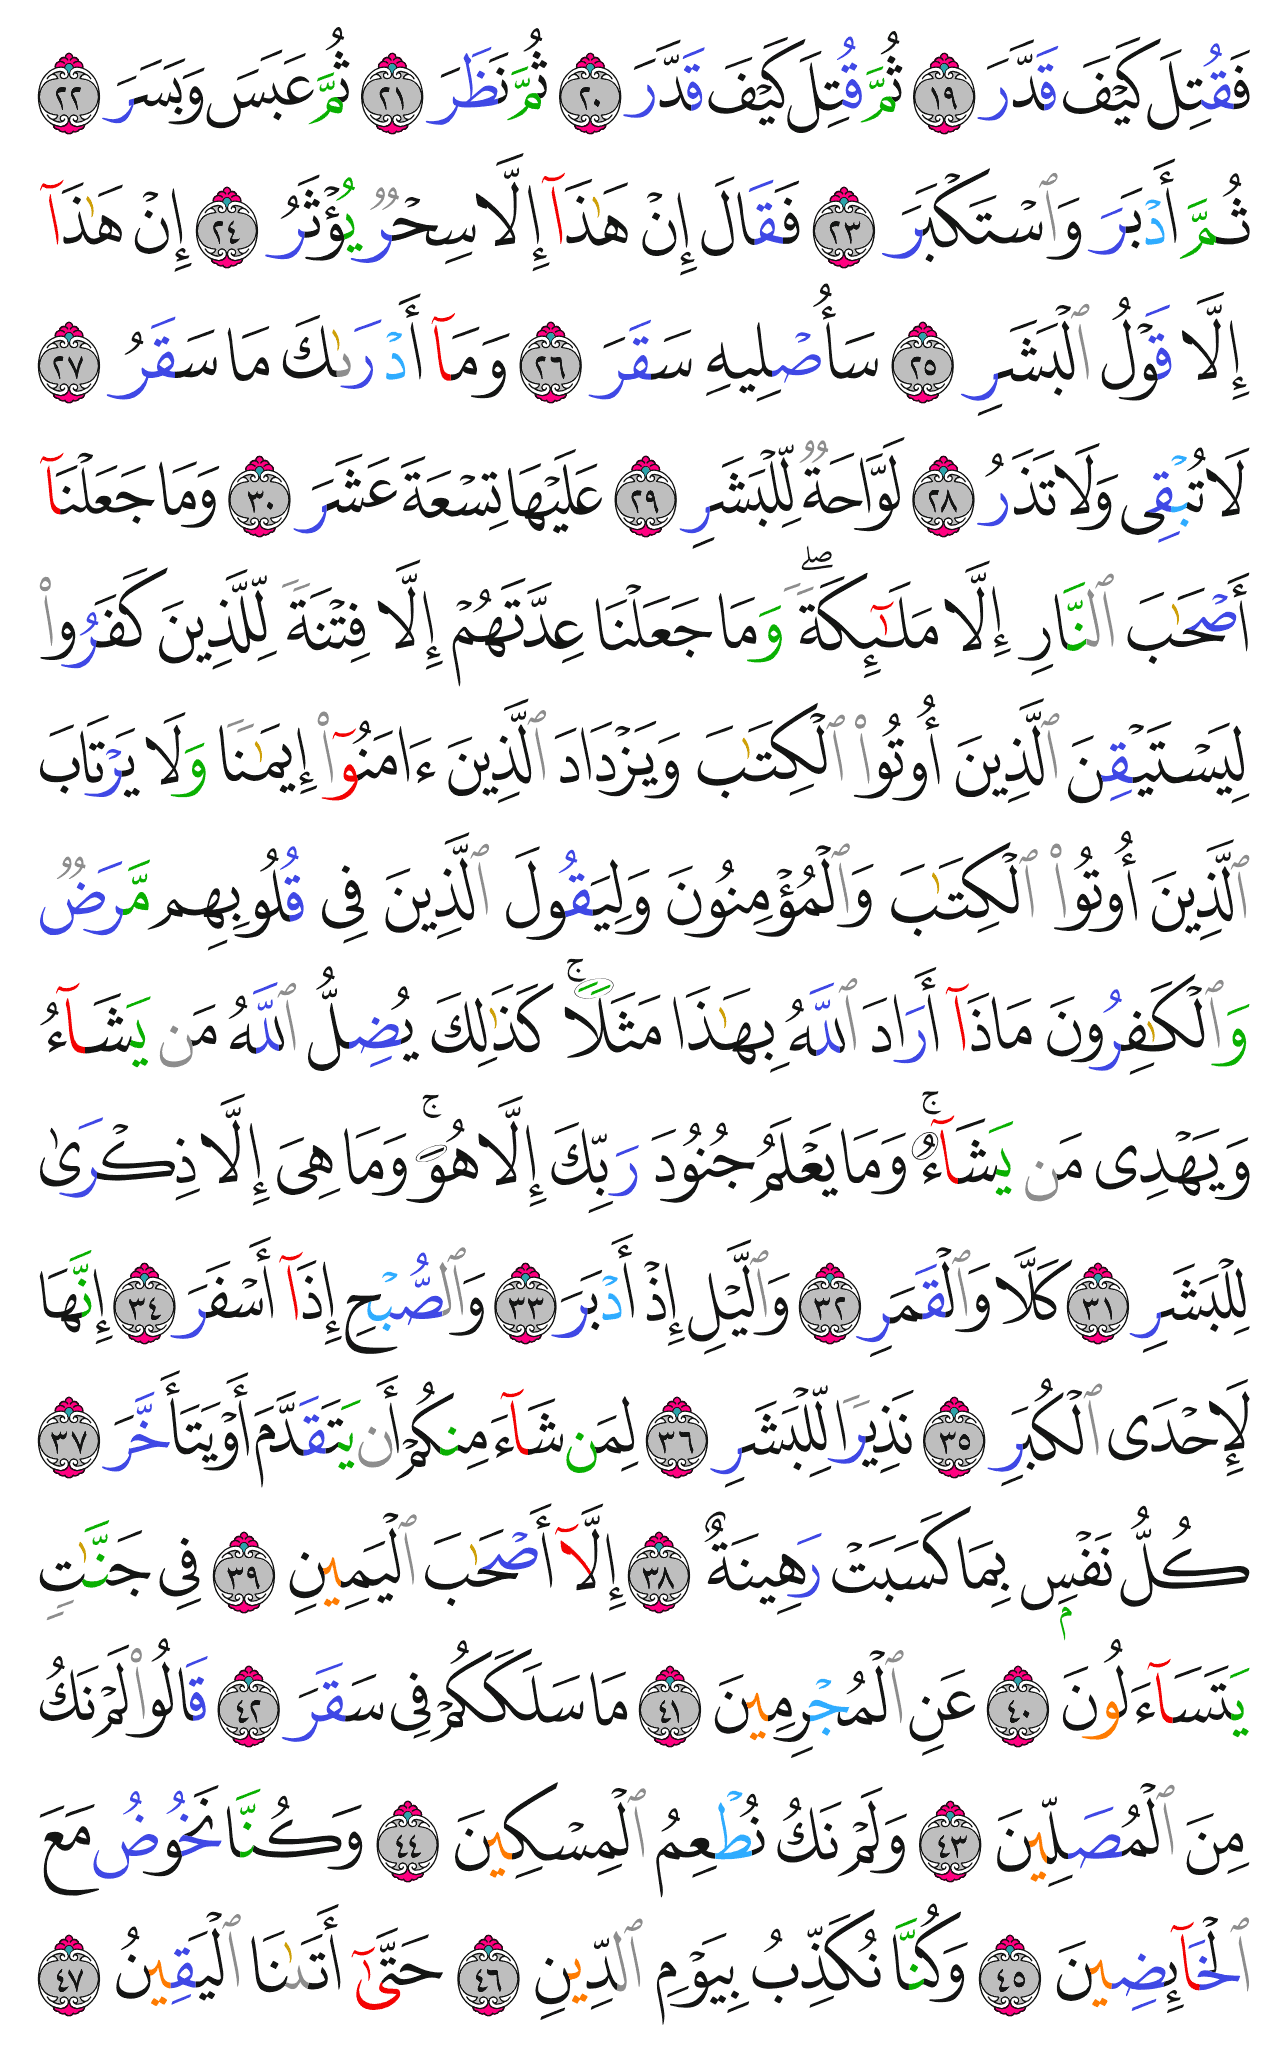 فَقُتِلَ كَيْفَ قَدَّرَ ١٩ ثُمَّ قُتِلَ كَيْفَ قَدَّرَ ٢٠ ثُمَّ نَظَرَ ٢١ ثُمَّ عَبَسَ وَبَسَرَ ٢٢
ثُمَّ أَدْبَرَ وَٱسْتَكْبَرَ ٢٣ فَقَالَ إِنْ هَـٰذَآ إِلَّا سِحْرٌ يُؤْثَرُ ٢٤ إِنْ هَـٰذَآ
إِلَّا قَوْلُ ٱلْبَشَرِ ٢٥ سَأُصْلِيهِ سَقَرَ ٢٦ وَمَآ أَدْرَىٰكَ مَا سَقَرُ ٢٧
لَا تُبْقِى وَلَا تَذَرُ ٢٨ لَوَّاحَةٌ لِّلْبَشَرِ ٢٩ عَلَيْهَا تِسْعَةَ عَشَرَ ٣٠ وَمَا جَعَلْنَآ
أَصْحَـٰبَ ٱلنَّارِ إِلَّا مَلَـٰٓئِكَةً ۖ وَمَا جَعَلْنَا عِدَّتَهُمْ إِلَّا فِتْنَةً لِّلَّذِينَ كَفَرُوا۟
لِيَسْتَيْقِنَ ٱلَّذِينَ أُوتُوا۟ ٱلْكِتَـٰبَ وَيَزْدَادَ ٱلَّذِينَ ءَامَنُوٓا۟ إِيمَـٰنًا وَلَا يَرْتَابَ
ٱلَّذِينَ أُوتُوا۟ ٱلْكِتَـٰبَ وَٱلْمُؤْمِنُونَ وَلِيَقُولَ ٱلَّذِينَ فِى قُلُوبِهِم مَّرَضٌ
وَٱلْكَـٰفِرُونَ مَاذَآ أَرَادَ ٱللَّهُ بِهَـٰذَا مَثَلًا ۚ كَذَٰلِكَ يُضِلُّ ٱللَّهُ مَن يَشَآءُ
وَيَهْدِى مَن يَشَآءُ ۚ وَمَا يَعْلَمُ جُنُودَ رَبِّكَ إِلَّا هُوَ ۚ وَمَا هِىَ إِلَّا ذِكْرَىٰ
لِلْبَشَرِ ٣١ كَلَّا وَٱلْقَمَرِ ٣٢ وَٱلَّيْلِ إِذْ أَدْبَرَ ٣٣ وَٱلصُّبْحِ إِذَآ أَسْفَرَ ٣٤ إِنَّهَا
لَإِحْدَى ٱلْكُبَرِ ٣٥ نَذِيرًا لِّلْبَشَرِ ٣٦ لِمَن شَآءَ مِنكُمْ أَن يَتَقَدَّمَ أَوْ يَتَأَخَّرَ ٣٧
كُلُّ نَفْسٍۭ بِمَا كَسَبَتْ رَهِينَةٌ ٣٨ إِلَّآ أَصْحَـٰبَ ٱلْيَمِينِ ٣٩ فِى جَنَّـٰتٍ
يَتَسَآءَلُونَ ٤٠ عَنِ ٱلْمُجْرِمِينَ ٤١ مَا سَلَكَكُمْ فِى سَقَرَ ٤٢ قَالُوا۟ لَمْ نَكُ
مِنَ ٱلْمُصَلِّينَ ٤٣ وَلَمْ نَكُ نُطْعِمُ ٱلْمِسْكِينَ ٤٤ وَكُنَّا نَخُوضُ مَعَ
ٱلْخَآئِضِينَ ٤٥ وَكُنَّا نُكَذِّبُ بِيَوْمِ ٱلدِّينِ ٤٦ حَتَّىٰٓ أَتَىٰنَا ٱلْيَقِينُ ٤٧